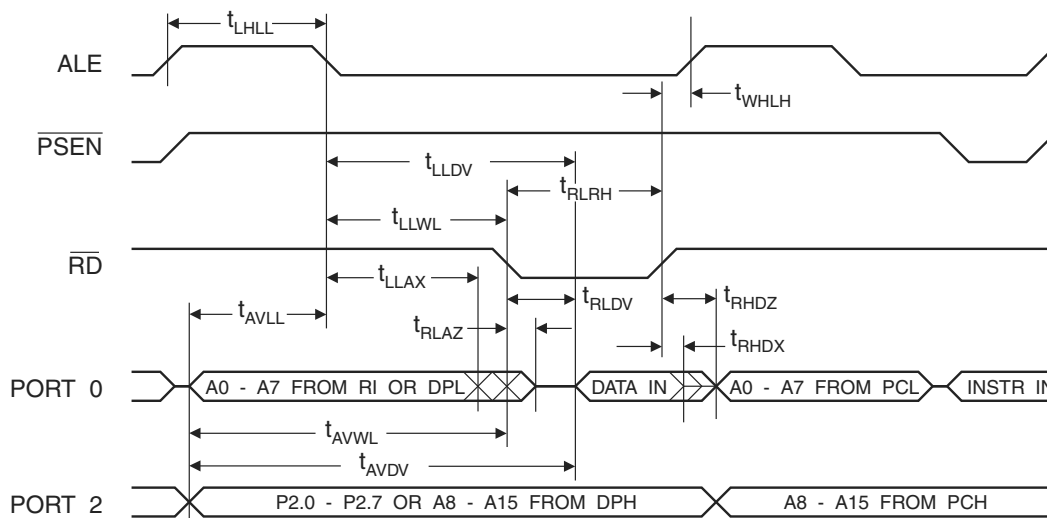 tLHLL
ALE
tWHLH
PSEN
tLLDV
tRLRH
tLLWL
RD
tLLAX
tRLDV
tRHDZ
tAVLL
tRLAZ
tRHDX
PORT 0
A0 - A7 FROM RI OR DPL
DATA IN
A0 - A7 FROM PCL
INSTR IN
tAVWL
tAVDV
PORT 2
P2.0 - P2.7 OR A8 - A15 FROM DPH
A8 - A15 FROM PCH